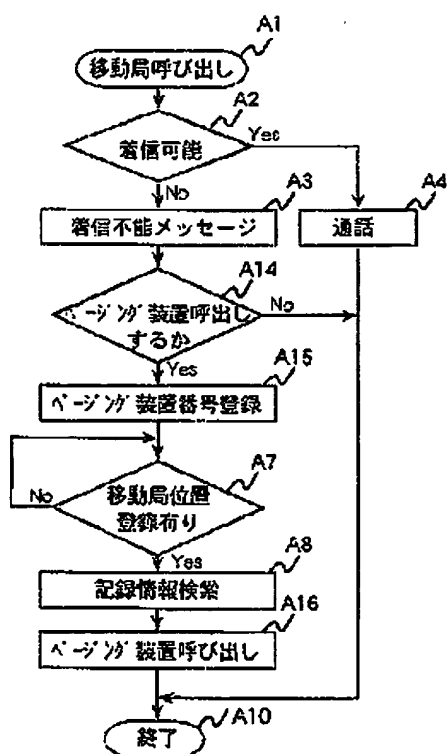 A1
移動局呼び出し
A2
着信可能
Yes
No
A3
着信不能メッセージ
A4
通話
A14
ページング装置呼出し
するか
No
Yes
A15
ページング装置番号登録
A7
移動局位置
登録有り
No
Yes
A8
記録情報検索
A16
ページング装置呼び出し
A10
終了